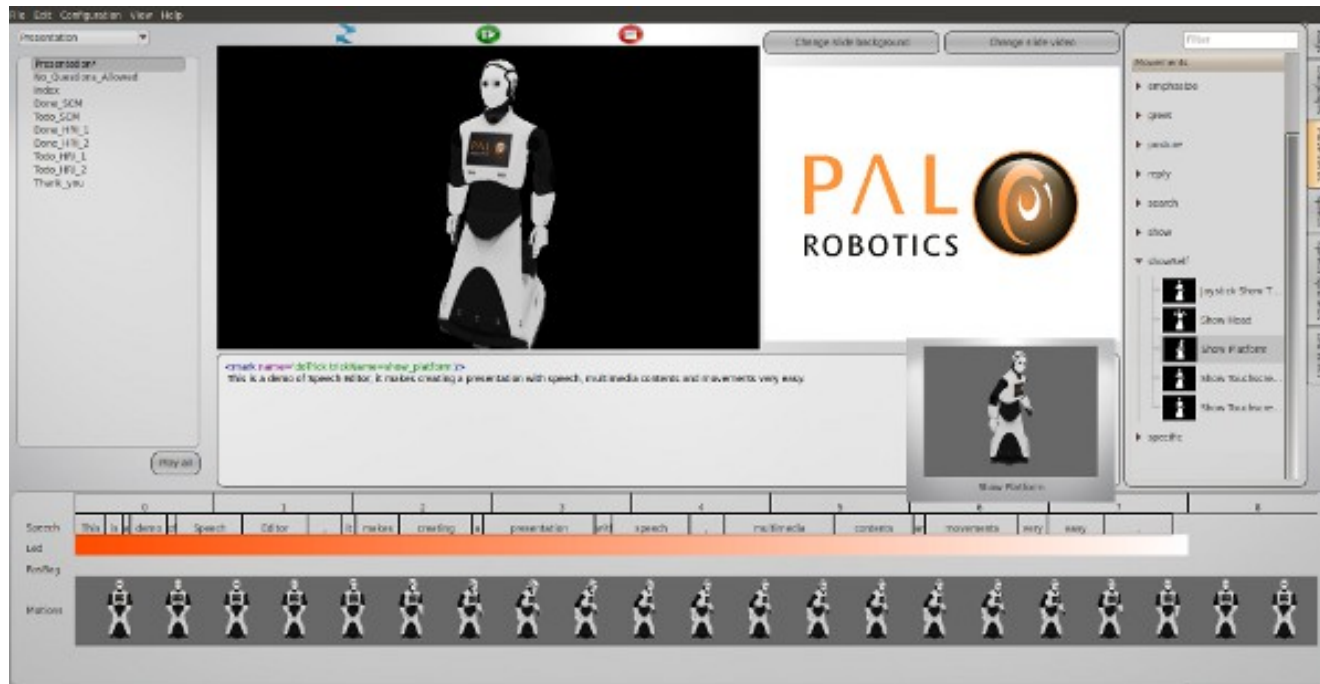 File Edit Configuration View Help
Presentation
Change slide background
Change slide video
Filter
Presentation*
No_Questions_Allowed
Index
Done_SCM
Todo_SCM
Done_HRI_1
Done_HRI_2
Todo_HRI_1
Todo_HRI_2
Thank_you
Play all
PAL
PAL
ROBOTICS
<mark name='doTrick trickName=show_platform'/>
This is a demo of Speech Editor, it makes creating a presentation with speech, multimedia contents and movements very easy.
Movements
emphasize
greet
posture
reply
search
show
showSelf
Joystick Show T...
Show Head
Show Platform
Show Touchscre...
Show Touchscre...
specific
Show Platform
0 1 2 3 4 5 6 7 8
Speech This is a demo of Speech Editor , it makes creating a presentation with speech , multimedia contents and movements very easy .
Led
Motions